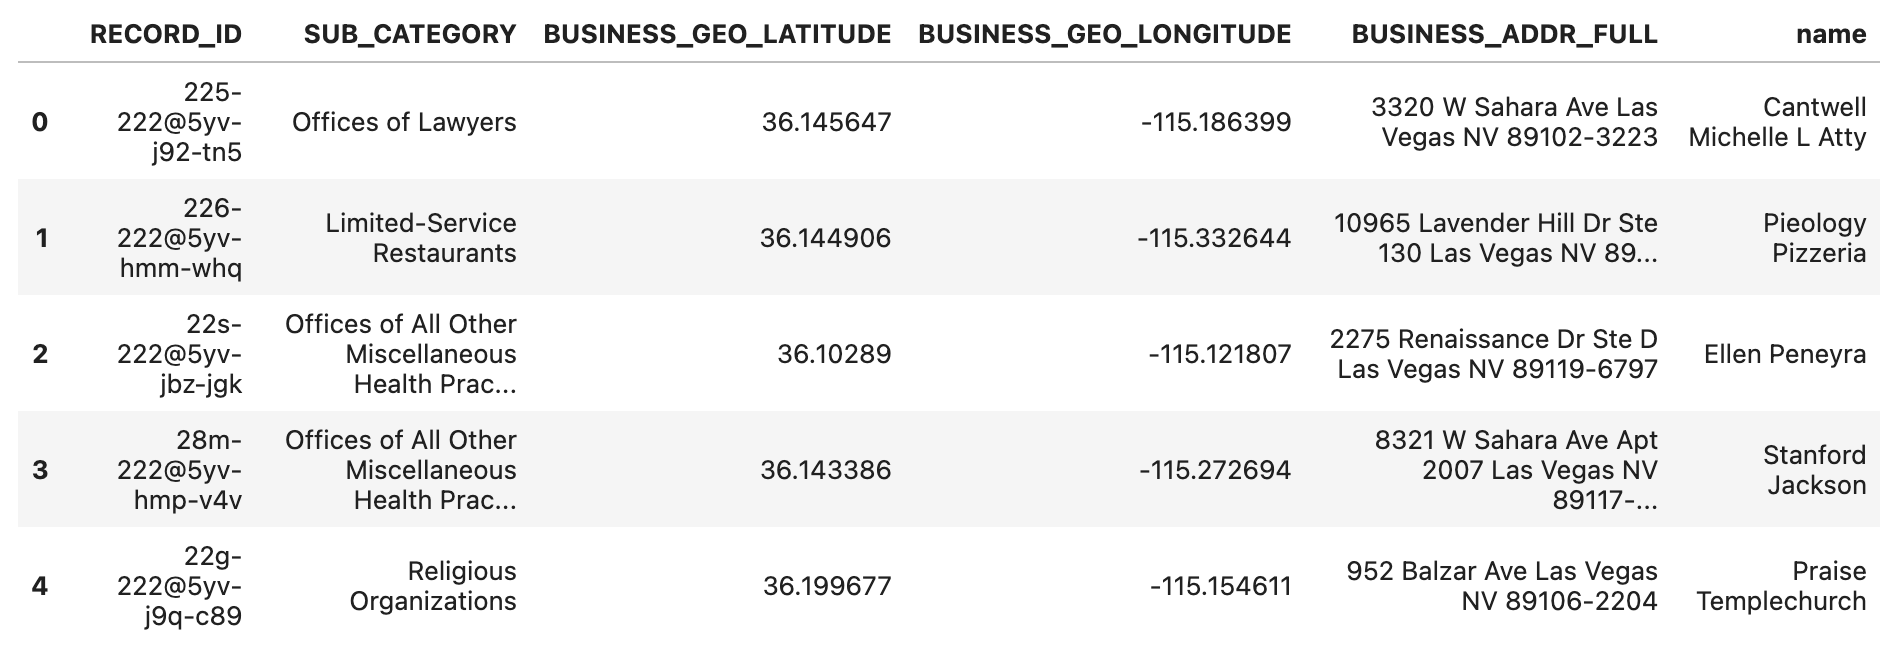 RECORD_ID SUB_CATEGORY BUSINESS_GEO_LATITUDE BUSINESS_GEO_LONGITUDE BUSINESS_ADDR_FULL name
0 225-222@5yv-j92-tn5 Offices of Lawyers 36.145647 -115.186399 3320 W Sahara Ave Las Vegas NV 89102-3223 Cantwell Michelle L Atty
1 226-222@5yv-hmm-whq Limited-Service Restaurants 36.144906 -115.332644 10965 Lavender Hill Dr Ste 130 Las Vegas NV 89... Pieology Pizzeria
2 22s-222@5yv-jbz-jgk Offices of All Other Miscellaneous Health Prac... 36.10289 -115.121807 2275 Renaissance Dr Ste D Las Vegas NV 89119-6797 Ellen Peneyra
3 28m-222@5yv-hmp-v4v Offices of All Other Miscellaneous Health Prac... 36.143386 -115.272694 8321 W Sahara Ave Apt 2007 Las Vegas NV 89117-... Stanford Jackson
4 22g-222@5yv-j9q-c89 Religious Organizations 36.199677 -115.154611 952 Balzar Ave Las Vegas NV 89106-2204 Praise Templechurch